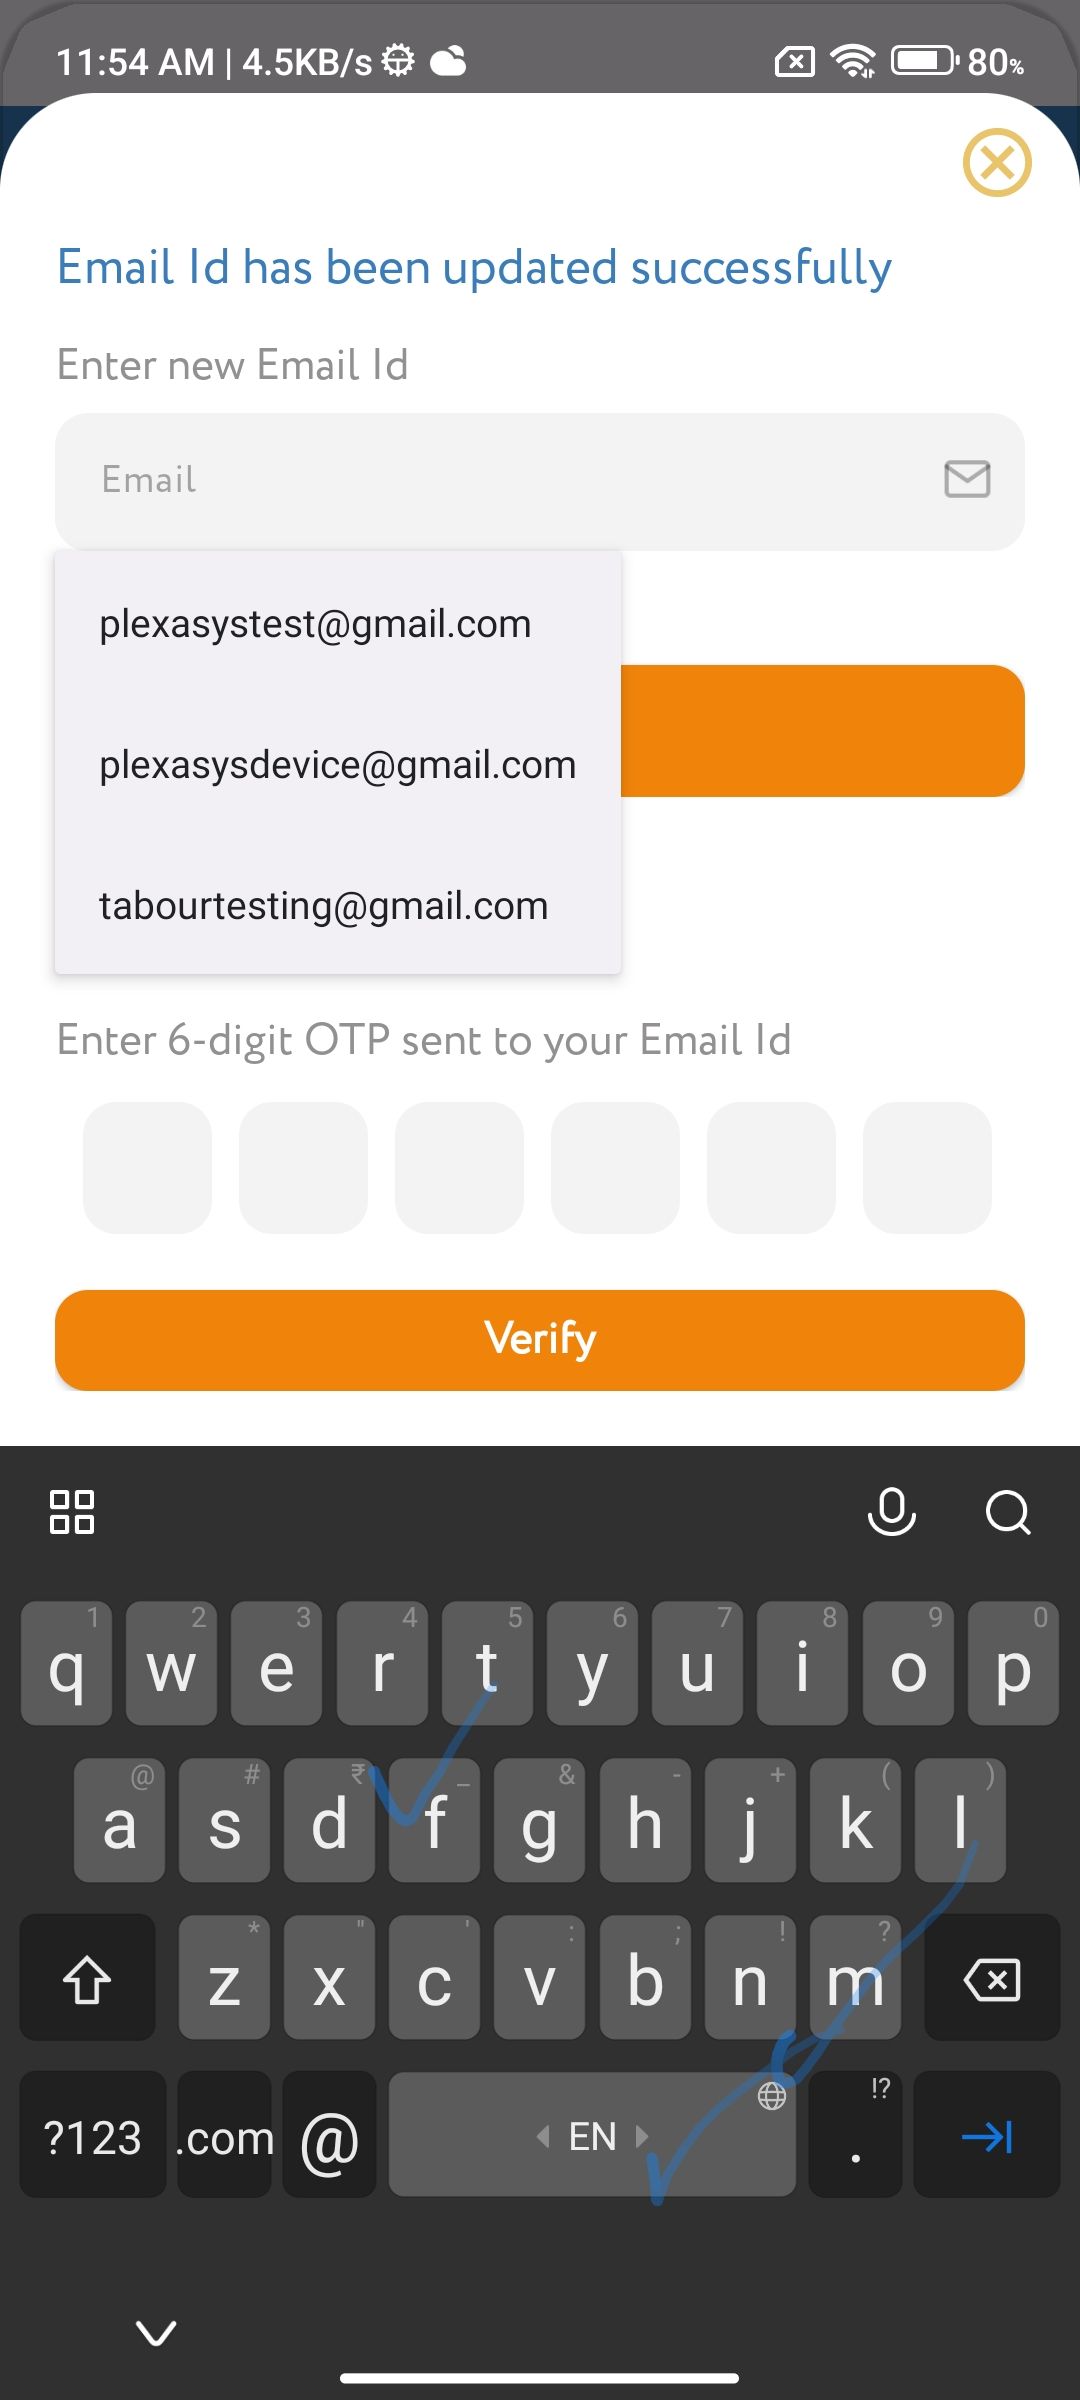 11:54 AM | 4.5KB/s 80%
Email Id has been updated successfully
Enter new Email Id
Email
plexasystest@gmail.com
plexasysdevice@gmail.com
tabourtesting@gmail.com
Enter 6-digit OTP sent to your Email Id
Verify
1 2 3 4 5 6 7 8 9 0
q w e r t y u i o p
@ # ₹ _ & - + ( )
a s d f g h j k l
* " ' : ; ! ?
z x c v b n m
!?
?123 .com @ EN .